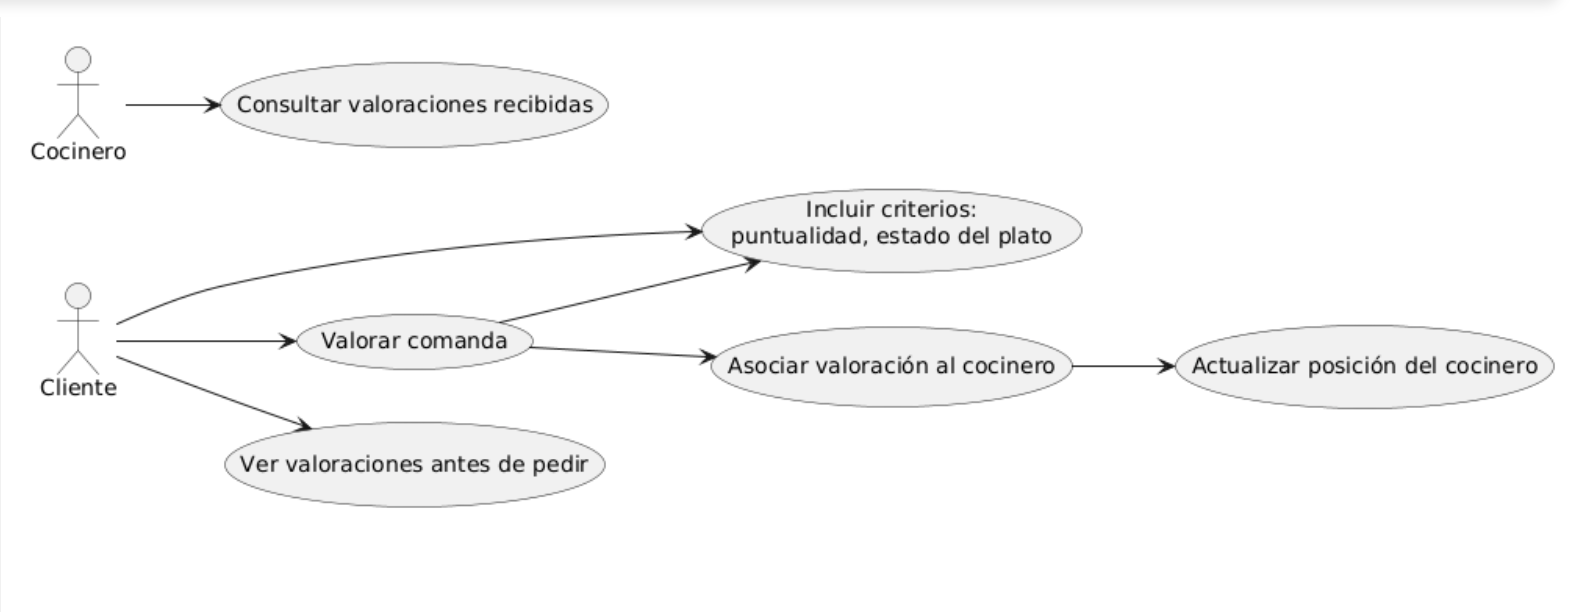 Consultar valoraciones recibidas
Cocinero
Incluir criterios:
puntualidad, estado del plato
Valorar comanda
Asociar valoración al cocinero
Actualizar posición del cocinero
Cliente
Ver valoraciones antes de pedir